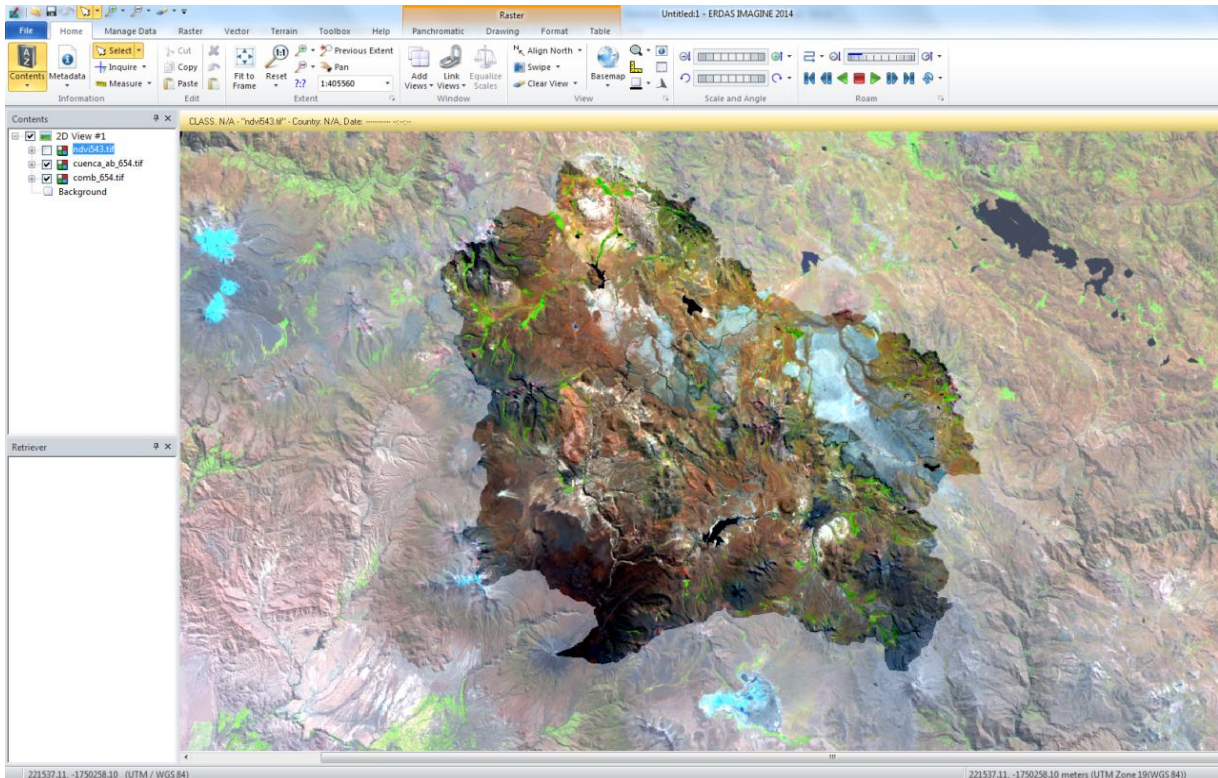 Raster
Untitled:1 - ERDAS IMAGINE 2014
File Home Manage Data Raster Vector Terrain Toolbox Help Panchromatic Drawing Format Table
Contents Metadata Select Inquire Measure
Information
Cut Copy Paste
Edit
Fit to Frame Reset ?:? Previous Extent Pan 1:405560
Extent
Add Views Link Views Equalize Scales
Window
Align North Swipe Clear View Basemap
View
Scale and Angle
Roam
Contents
CLASS. N/A - "ndvi543.tif" - Country: N/A, Date: ---------- --:--:--
2D View #1
ndvi543.tif
cuenca_ab_654.tif
comb_654.tif
Background
Retriever
221537.11, -1750258.10 (UTM / WGS 84)
221537.11, -1750258.10 meters (UTM Zone 19(WGS 84))